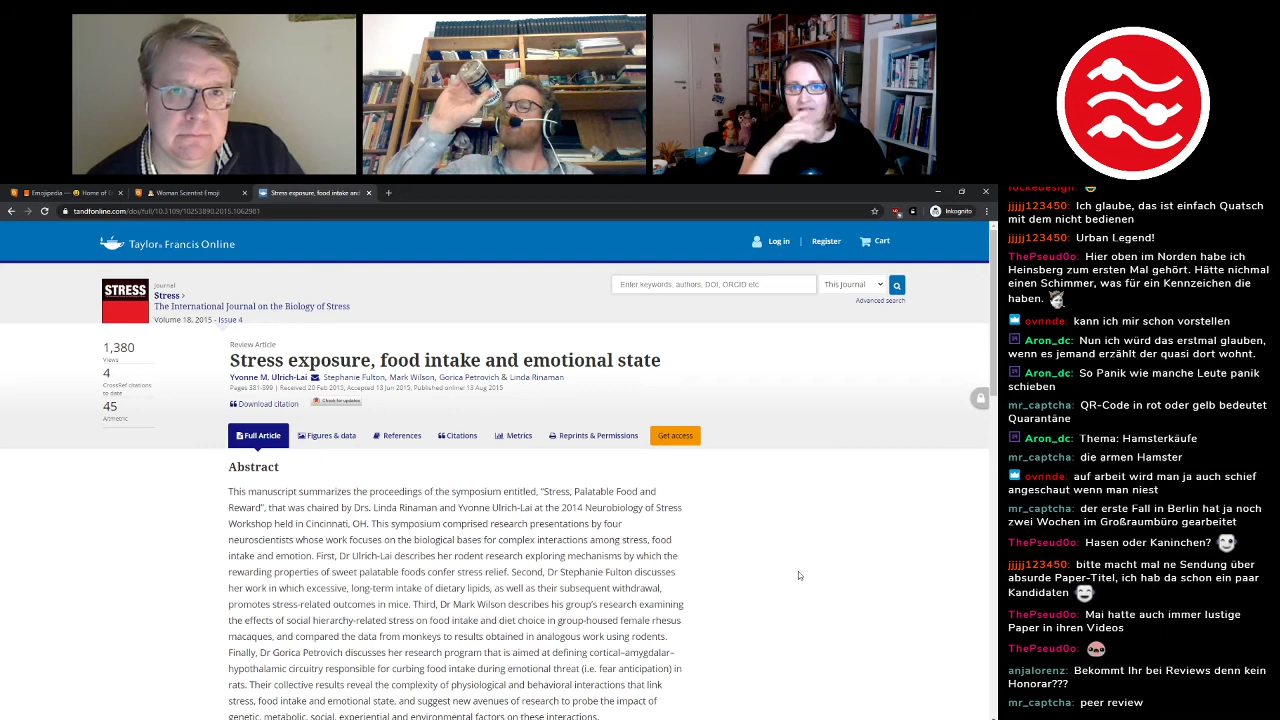 Emojipedia — 😃 Home of E
Woman Scientist Emoji
Stress exposure, food intake and
tandfonline.com/doi/full/10.3109/10253890.2015.1062981
Inkognito
Taylor & Francis Online
Log in | Register
Cart
STRESS
Journal
Stress ›
The International Journal on the Biology of Stress
Volume 18, 2015 - Issue 4
Enter keywords, authors, DOI, ORCID etc
This Journal
Advanced search
1,380
Views
4
CrossRef citations
to date
45
Altmetric
Review Article
Stress exposure, food intake and emotional state
Yvonne M. Ulrich-Lai, Stephanie Fulton, Mark Wilson, Gorica Petrovich & Linda Rinaman
Pages 381-399 | Received 20 Feb 2015, Accepted 13 Jun 2015, Published online: 13 Aug 2015
Download citation
Check for updates
Full Article
Figures & data
References
Citations
Metrics
Reprints & Permissions
Get access
Abstract
This manuscript summarizes the proceedings of the symposium entitled, “Stress, Palatable Food and
Reward”, that was chaired by Drs. Linda Rinaman and Yvonne Ulrich-Lai at the 2014 Neurobiology of Stress
Workshop held in Cincinnati, OH. This symposium comprised research presentations by four
neuroscientists whose work focuses on the biological bases for complex interactions among stress, food
intake and emotion. First, Dr Ulrich-Lai describes her rodent research exploring mechanisms by which the
rewarding properties of sweet palatable foods confer stress relief. Second, Dr Stephanie Fulton discusses
her work in which excessive, long-term intake of dietary lipids, as well as their subsequent withdrawal,
promotes stress-related outcomes in mice. Third, Dr Mark Wilson describes his group’s research examining
the effects of social hierarchy-related stress on food intake and diet choice in group-housed female rhesus
macaques, and compared the data from monkeys to results obtained in analogous work using rodents.
Finally, Dr Gorica Petrovich discusses her research program that is aimed at defining cortical–amygdalar–
hypothalamic circuitry responsible for curbing food intake during emotional threat (i.e. fear anticipation) in
rats. Their collective results reveal the complexity of physiological and behavioral interactions that link
stress, food intake and emotional state, and suggest new avenues of research to probe the impact of
genetic, metabolic, social, experiential and environmental factors on these interactions.
jjjjj123450: Ich glaube, das ist einfach Quatsch
mit dem nicht bedienen
jjjjj123450: Urban Legend!
ThePseud0o: Hier oben im Norden habe ich
Heinsberg zum ersten Mal gehört. Hätte nichmal
einen Schimmer, was für ein Kennzeichen die
haben.
ovnnde: kann ich mir schon vorstellen
Aron_dc: Nun ich würd das erstmal glauben,
wenn es jemand erzählt der quasi dort wohnt.
Aron_dc: So Panik wie manche Leute panik
schieben
mr_captcha: QR-Code in rot oder gelb bedeutet
Quarantäne
Aron_dc: Thema: Hamsterkäufe
mr_captcha: die armen Hamster
ovnnde: auf arbeit wird man ja auch schief
angeschaut wenn man niest
mr_captcha: der erste Fall in Berlin hat ja noch
zwei Wochen im Großraumbüro gearbeitet
ThePseud0o: Hasen oder Kaninchen?
jjjjj123450: bitte macht mal ne Sendung über
absurde Paper-Titel, ich hab da schon ein paar
Kandidaten
ThePseud0o: Mai hatte auch immer lustige
Paper in ihren Videos
ThePseud0o:
anjalorenz: Bekommt Ihr bei Reviews denn kein
Honorar???
mr_captcha: peer review